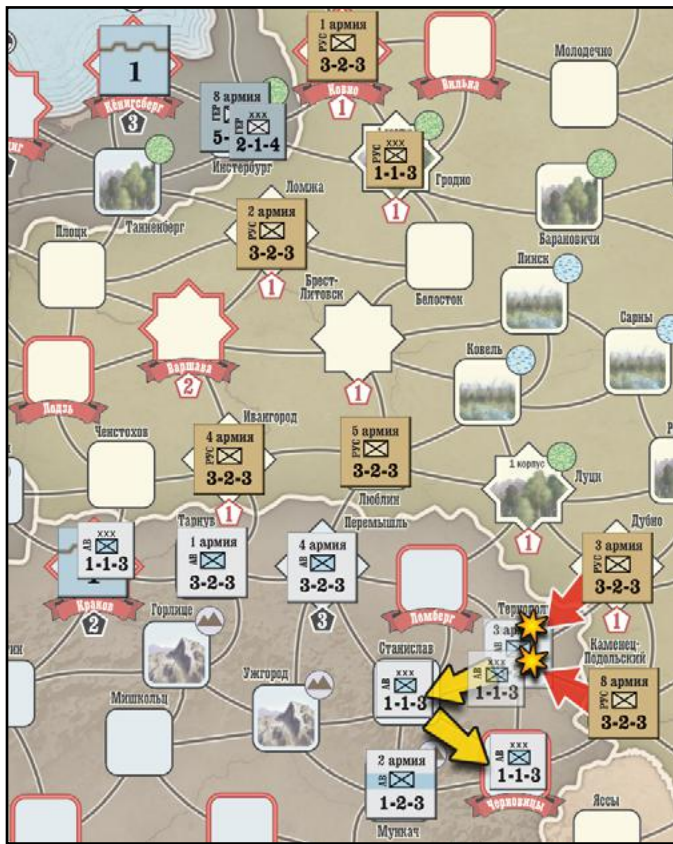 1 армия
РУС
3-2-3
Ковно
1
Вильна
Молодечно
1
Кёнигсберг
3
8 армия
ГЕР
5-
xxx
ГЕР
2-1-4
Инстербург
РУС
xxx
1-1-3
Гродно
1
Барановичи
Танненберг
Ломжа
2 армия
РУС
3-2-3
1
Плоцк
Белосток
Пинск
Брест-
Литовск
1
Сарны
Ковель
Варшава
2
Лодзь
Ченстохов
Ивангород
4 армия
РУС
3-2-3
1
5 армия
РУС
3-2-3
Люблин
1 корпус
Луцк
1
Тарнув
1 армия
АВ
3-2-3
Перемышль
4 армия
АВ
3-2-3
3
xxx
АВ
1-1-3
Краков
2
Дубно
3 армия
РУС
3-2-3
1
Лемберг
Горлице
Ужгород
Мишкольц
Станислав
xxx
АВ
1-1-3
3 ар
xxx
АВ
1-1-3
Каменец-
Подольский
8 армия
РУС
3-2-3
2 армия
АВ
1-2-3
Мункач
xxx
АВ
1-1-3
Черновицы
Яссы